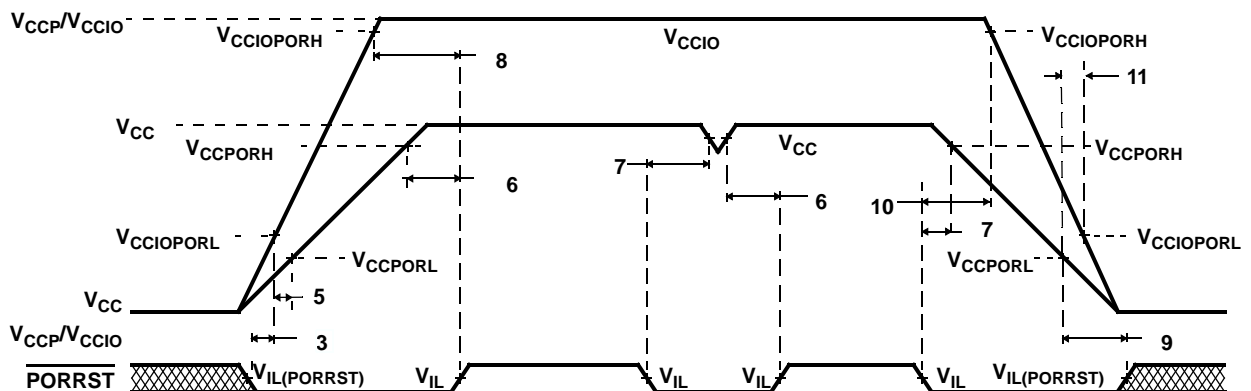 VCCP/VCCIO
VCCIOPORH
VCCIO
VCCIOPORH
8
11
VCC
VCCPORH
VCC
VCCPORH
7
6
6
10
7
VCCIOPORL
VCCPORL
VCCPORL
VCCIOPORL
VCC
5
VCCP/VCCIO
3
9
PORRST
VIL(PORRST)
VIL
VIL
VIL
VIL
VIL(PORRST)